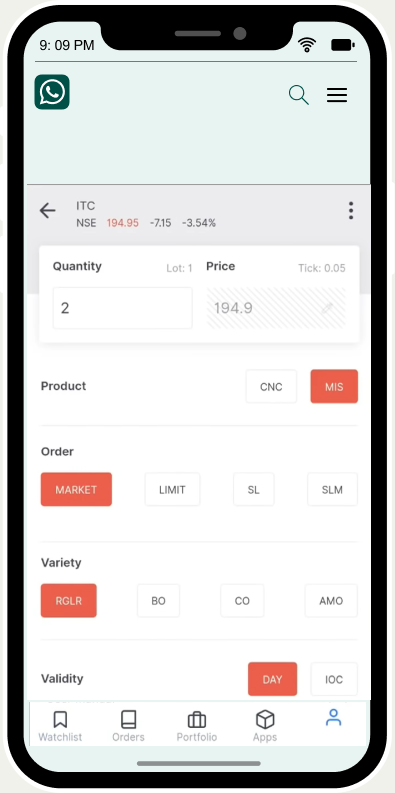 9: 09 PM
ITC
NSE 194.95 -7.15 -3.54%
Quantity Lot: 1 Price Tick: 0.05
2 194.9
Product CNC MIS
Order
MARKET LIMIT SL SLM
Variety
RGLR BO CO AMO
Validity DAY IOC
Watchlist Orders Portfolio Apps